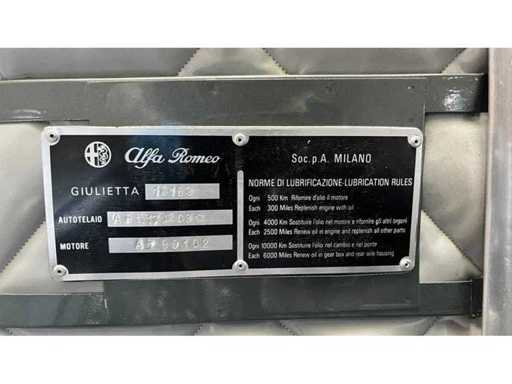 Alfa Romeo
GIULIETTA
AUTOTELAIO
MOTORE
Soc.p.A. MILANO
NORME DI LUBRIFICAZIONE-LUBRICATION RULES
Ogni 500 Km Rifornire d'olio il motore
Each 300 Miles Replenish engine with oil
Ogni 4000 Km Sostituire l'olio nel motore e rifornire gli altri organi
Each 2500 Miles Renew oil in engine and replenish all other parts
Ogni 10000 Km Sostituire l'olio nel cambio e nel ponte
Each 6000 Miles Renew oil in gear box and rear axle housing